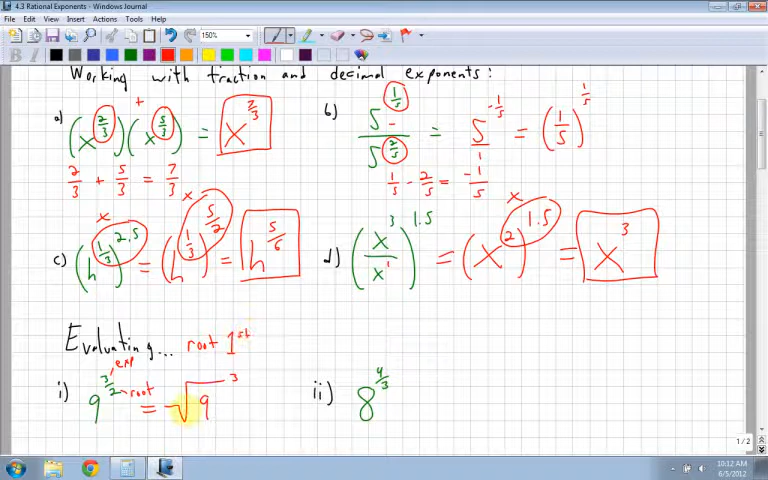 4.3 Rational Exponents - Windows Journal
File Edit View Insert Actions Tools Help
150%
B I
Working with fraction and decimal exponents:
a) (x^(2/3))(x^(5/3)) = x^(7/3)
+
2/3 + 5/3 = 7/3
b) 5^(1/5) / 5^(2/5) = 5^(-1/5) / 1 = (1/5)^(1/5)
1/5 - 2/5 = -1/5
c) (h^(1/3))^2.5 = (h^(1/3))^(5/2) = h^(5/6)
x x
d) (x^3 / x^1)^1.5 = (x^2)^1.5 = x^3
x
Evaluating... root 1st
i) 9^(3/2) = √9^3
exp
root
ii) 8^(4/3)
1 / 2
10:12 AM
6/5/2012